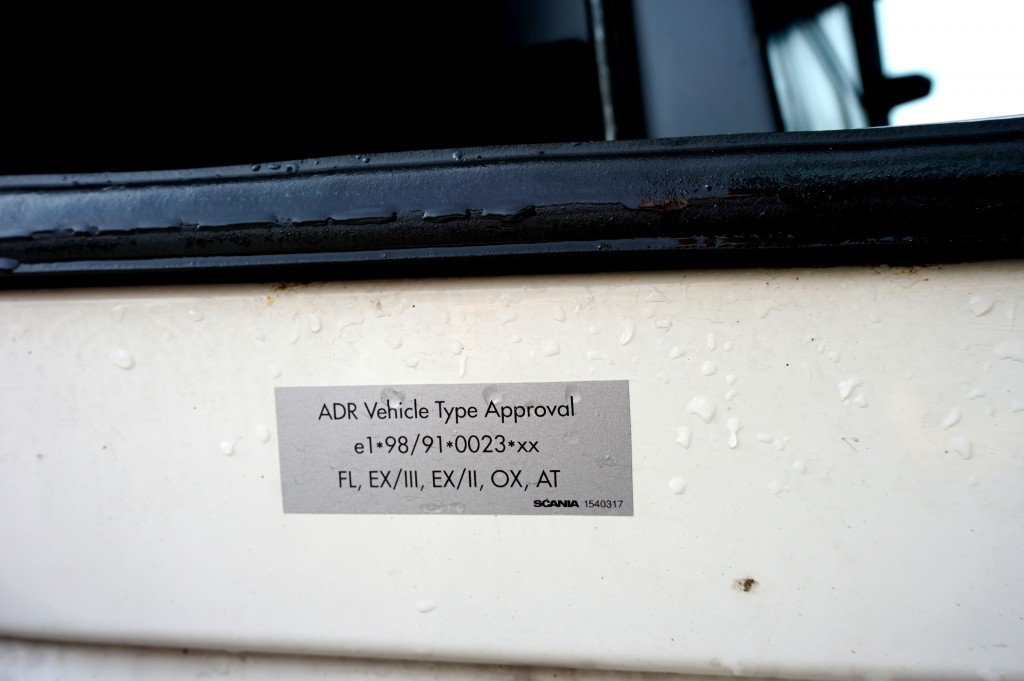 ADR Vehicle Type Approval
e1*98/91*0023*xx
FL, EX/III, EX/II, OX, AT
SCANIA 1540317